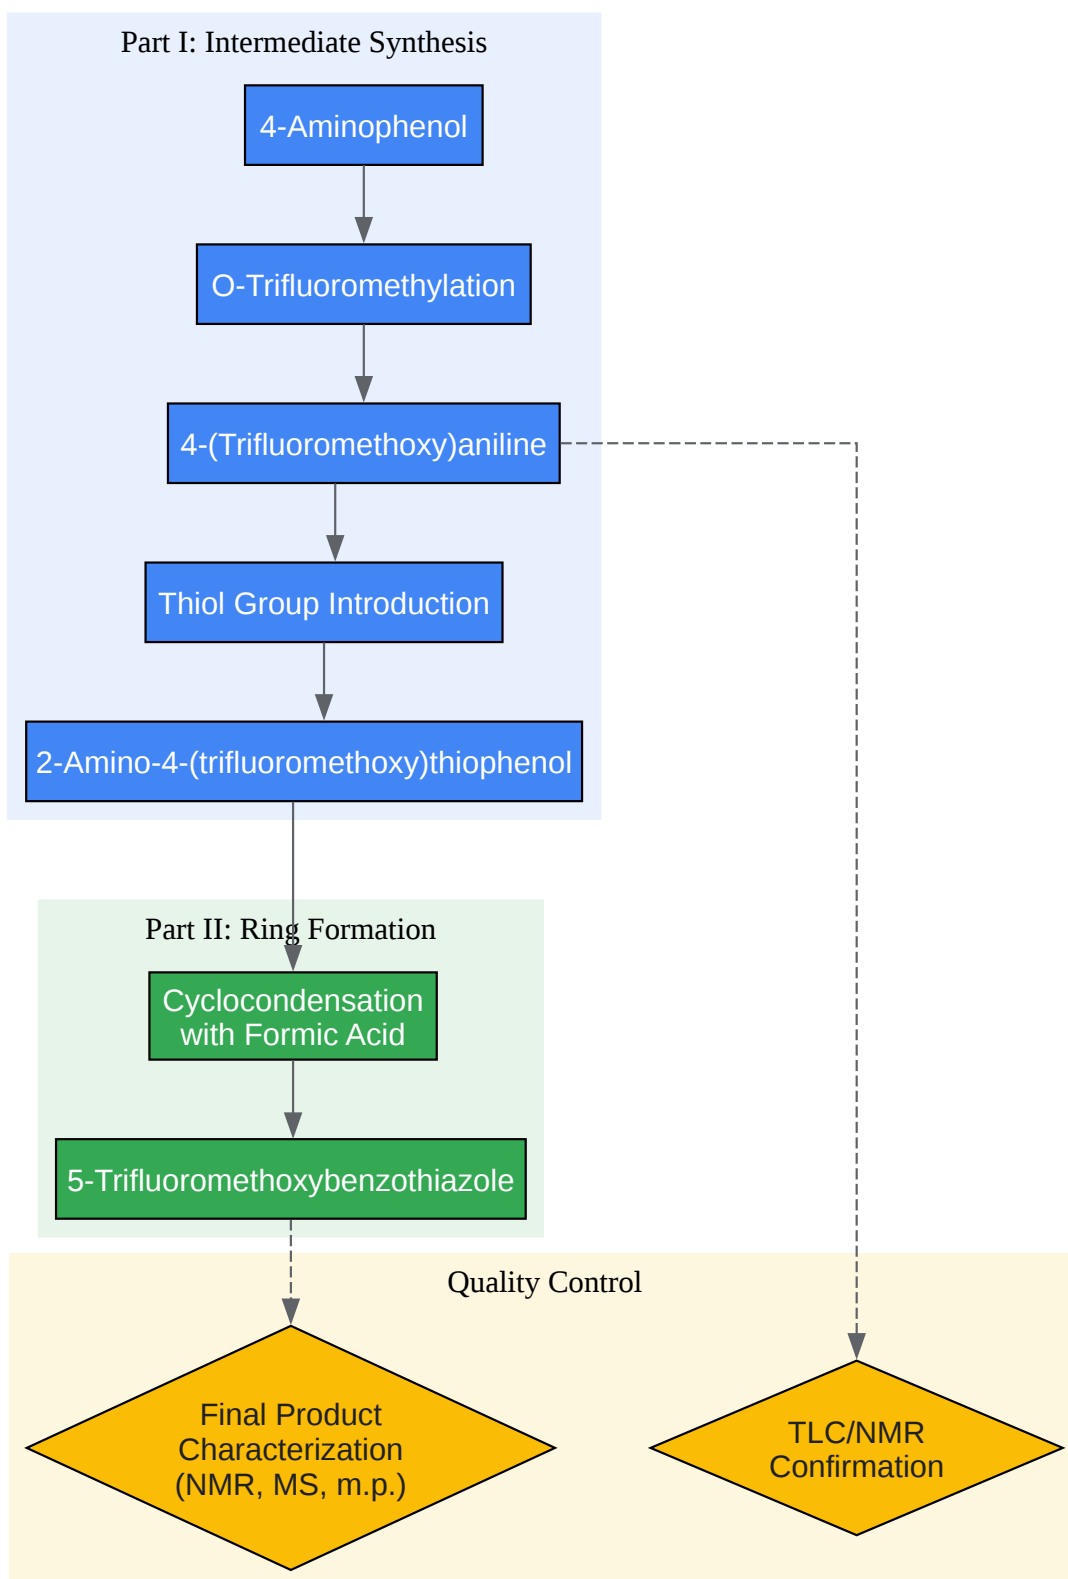 Part I: Intermediate Synthesis
4-Aminophenol
O-Trifluoromethylation
4-(Trifluoromethoxy)aniline
Thiol Group Introduction
2-Amino-4-(trifluoromethoxy)thiophenol
Part II: Ring Formation
Cyclocondensation
with Formic Acid
5-Trifluoromethoxybenzothiazole
Quality Control
Final Product
Characterization
(NMR, MS, m.p.)
TLC/NMR
Confirmation